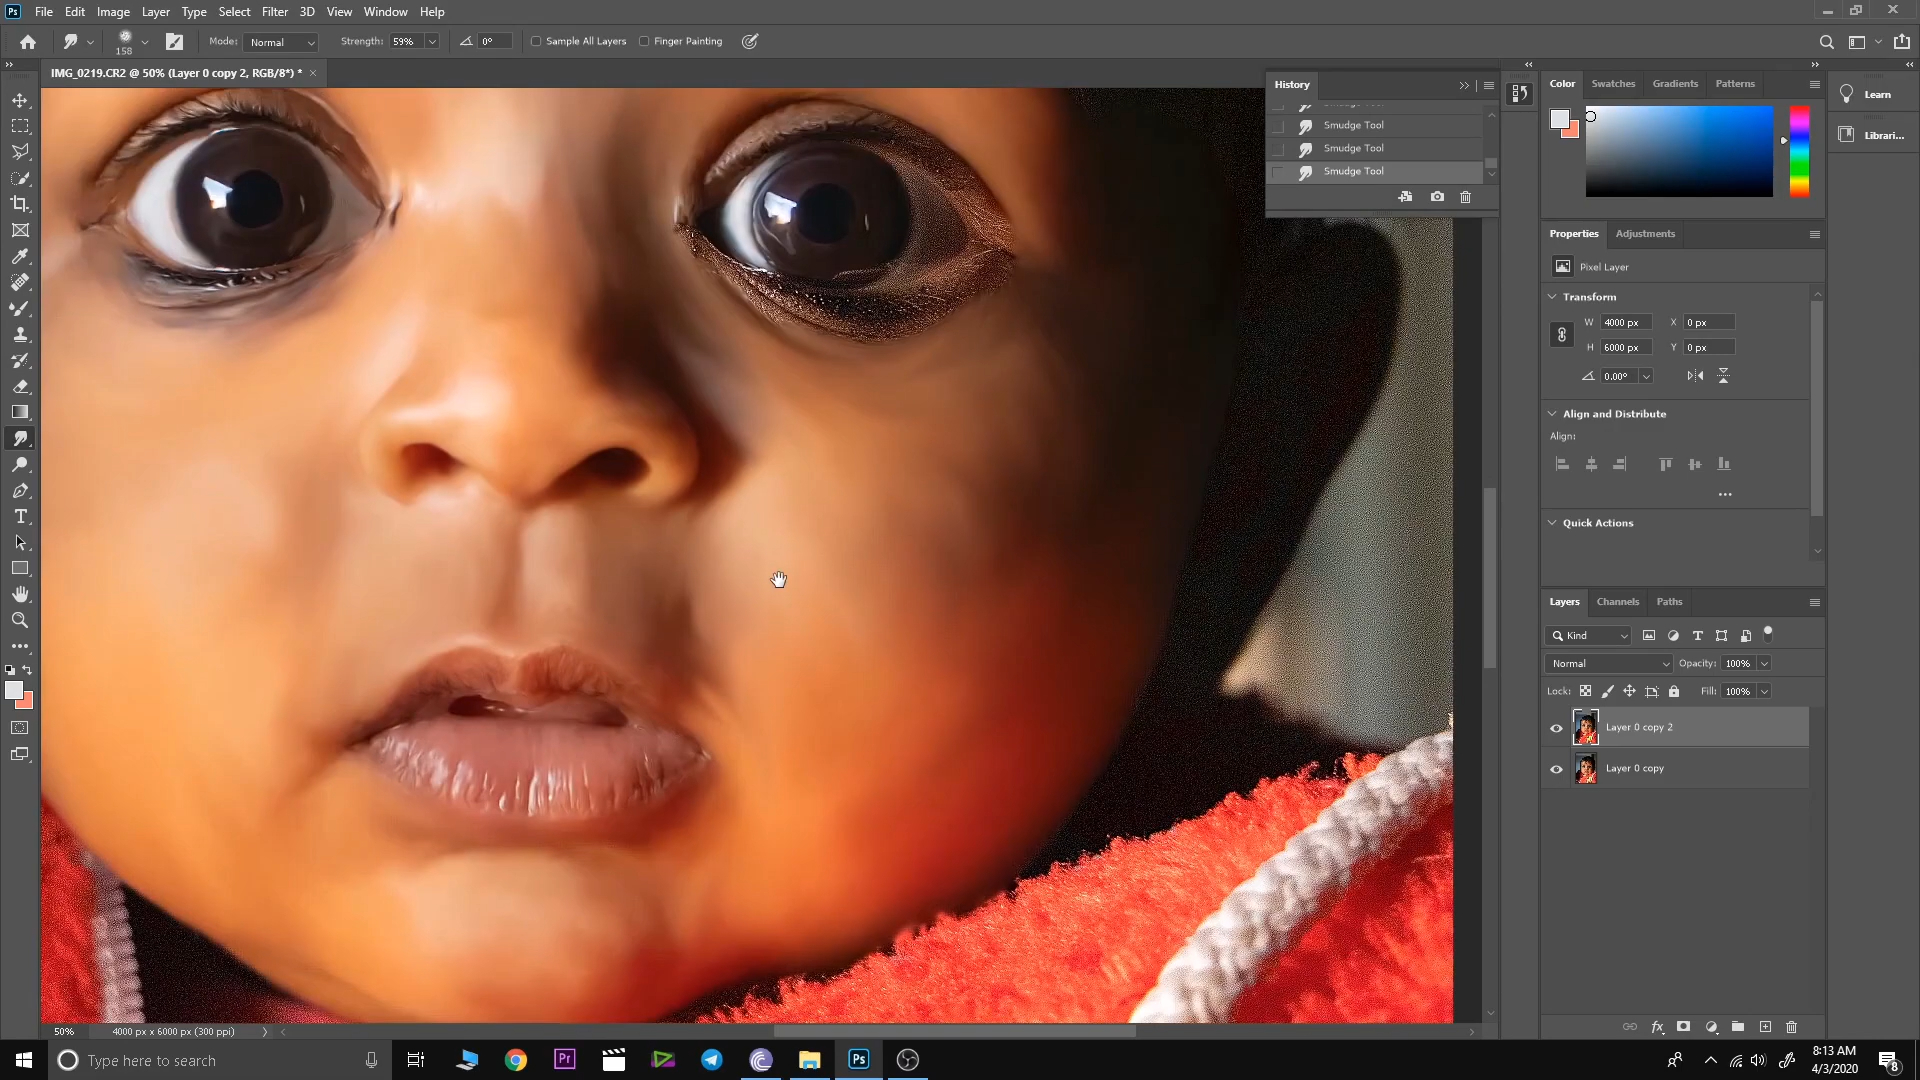 Ps File Edit Image Layer Type Select Filter 3D View Window Help
158 Mode: Normal Strength: 59% 0° Sample All Layers Finger Painting
IMG_0219.CR2 @ 50% (Layer 0 copy 2, RGB/8*) * ×
History
Smudge Tool
Smudge Tool
Smudge Tool
Color Swatches Gradients Patterns
Learn
Librari...
Properties Adjustments
Pixel Layer
Transform
W 4000 px X 0 px
H 6000 px Y 0 px
0.00°
Align and Distribute
Align:
Quick Actions
Layers Channels Paths
Kind
Normal Opacity: 100%
Lock: Fill: 100%
Layer 0 copy 2
Layer 0 copy
fx
50% 4000 px x 6000 px (300 ppi)
Type here to search
Pr
Ps
8:13 AM
4/3/2020
8